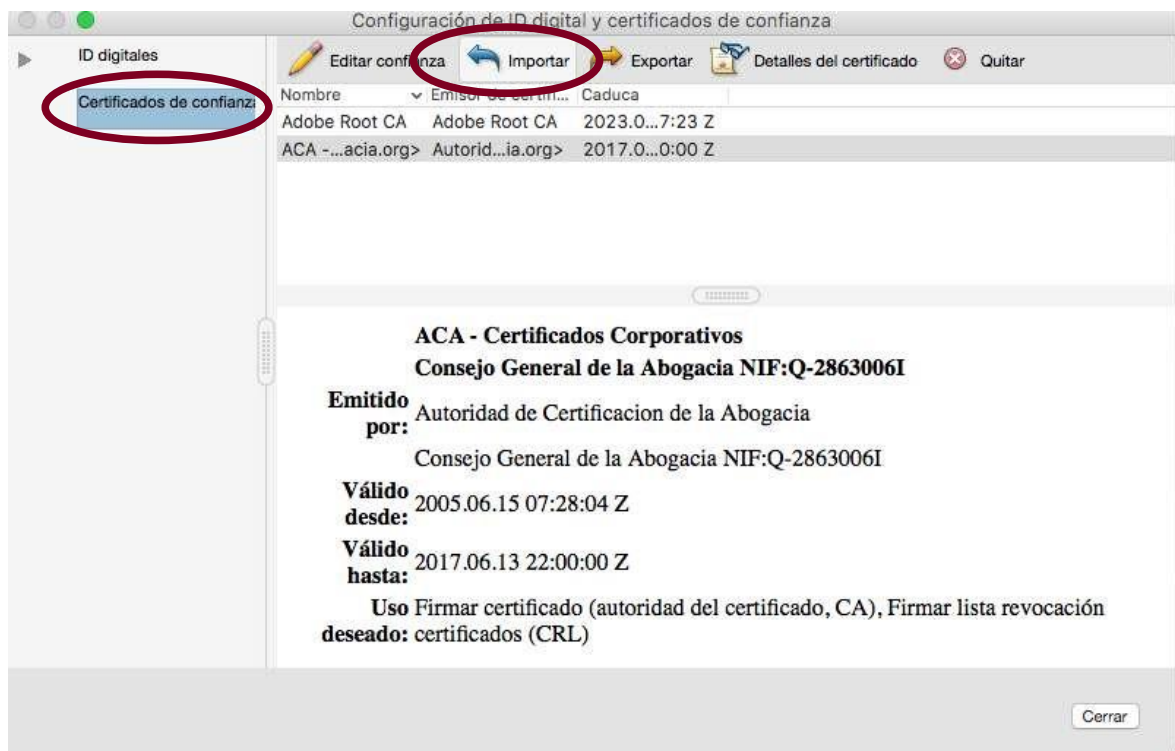 Configuración de ID digital y certificados de confianza
ID digitales
Certificados de confianza
Editar confianza Importar Exportar Detalles del certificado Quitar
Nombre Emisor de certifi... Caduca
Adobe Root CA Adobe Root CA 2023.0...7:23 Z
ACA -...acia.org> Autorid...ia.org> 2017.0...0:00 Z
ACA - Certificados Corporativos
Consejo General de la Abogacia NIF:Q-2863006I
Emitido por: Autoridad de Certificacion de la Abogacia
Consejo General de la Abogacia NIF:Q-2863006I
Válido desde: 2005.06.15 07:28:04 Z
Válido hasta: 2017.06.13 22:00:00 Z
Uso Firmar certificado (autoridad del certificado, CA), Firmar lista revocación
deseado: certificados (CRL)
Cerrar